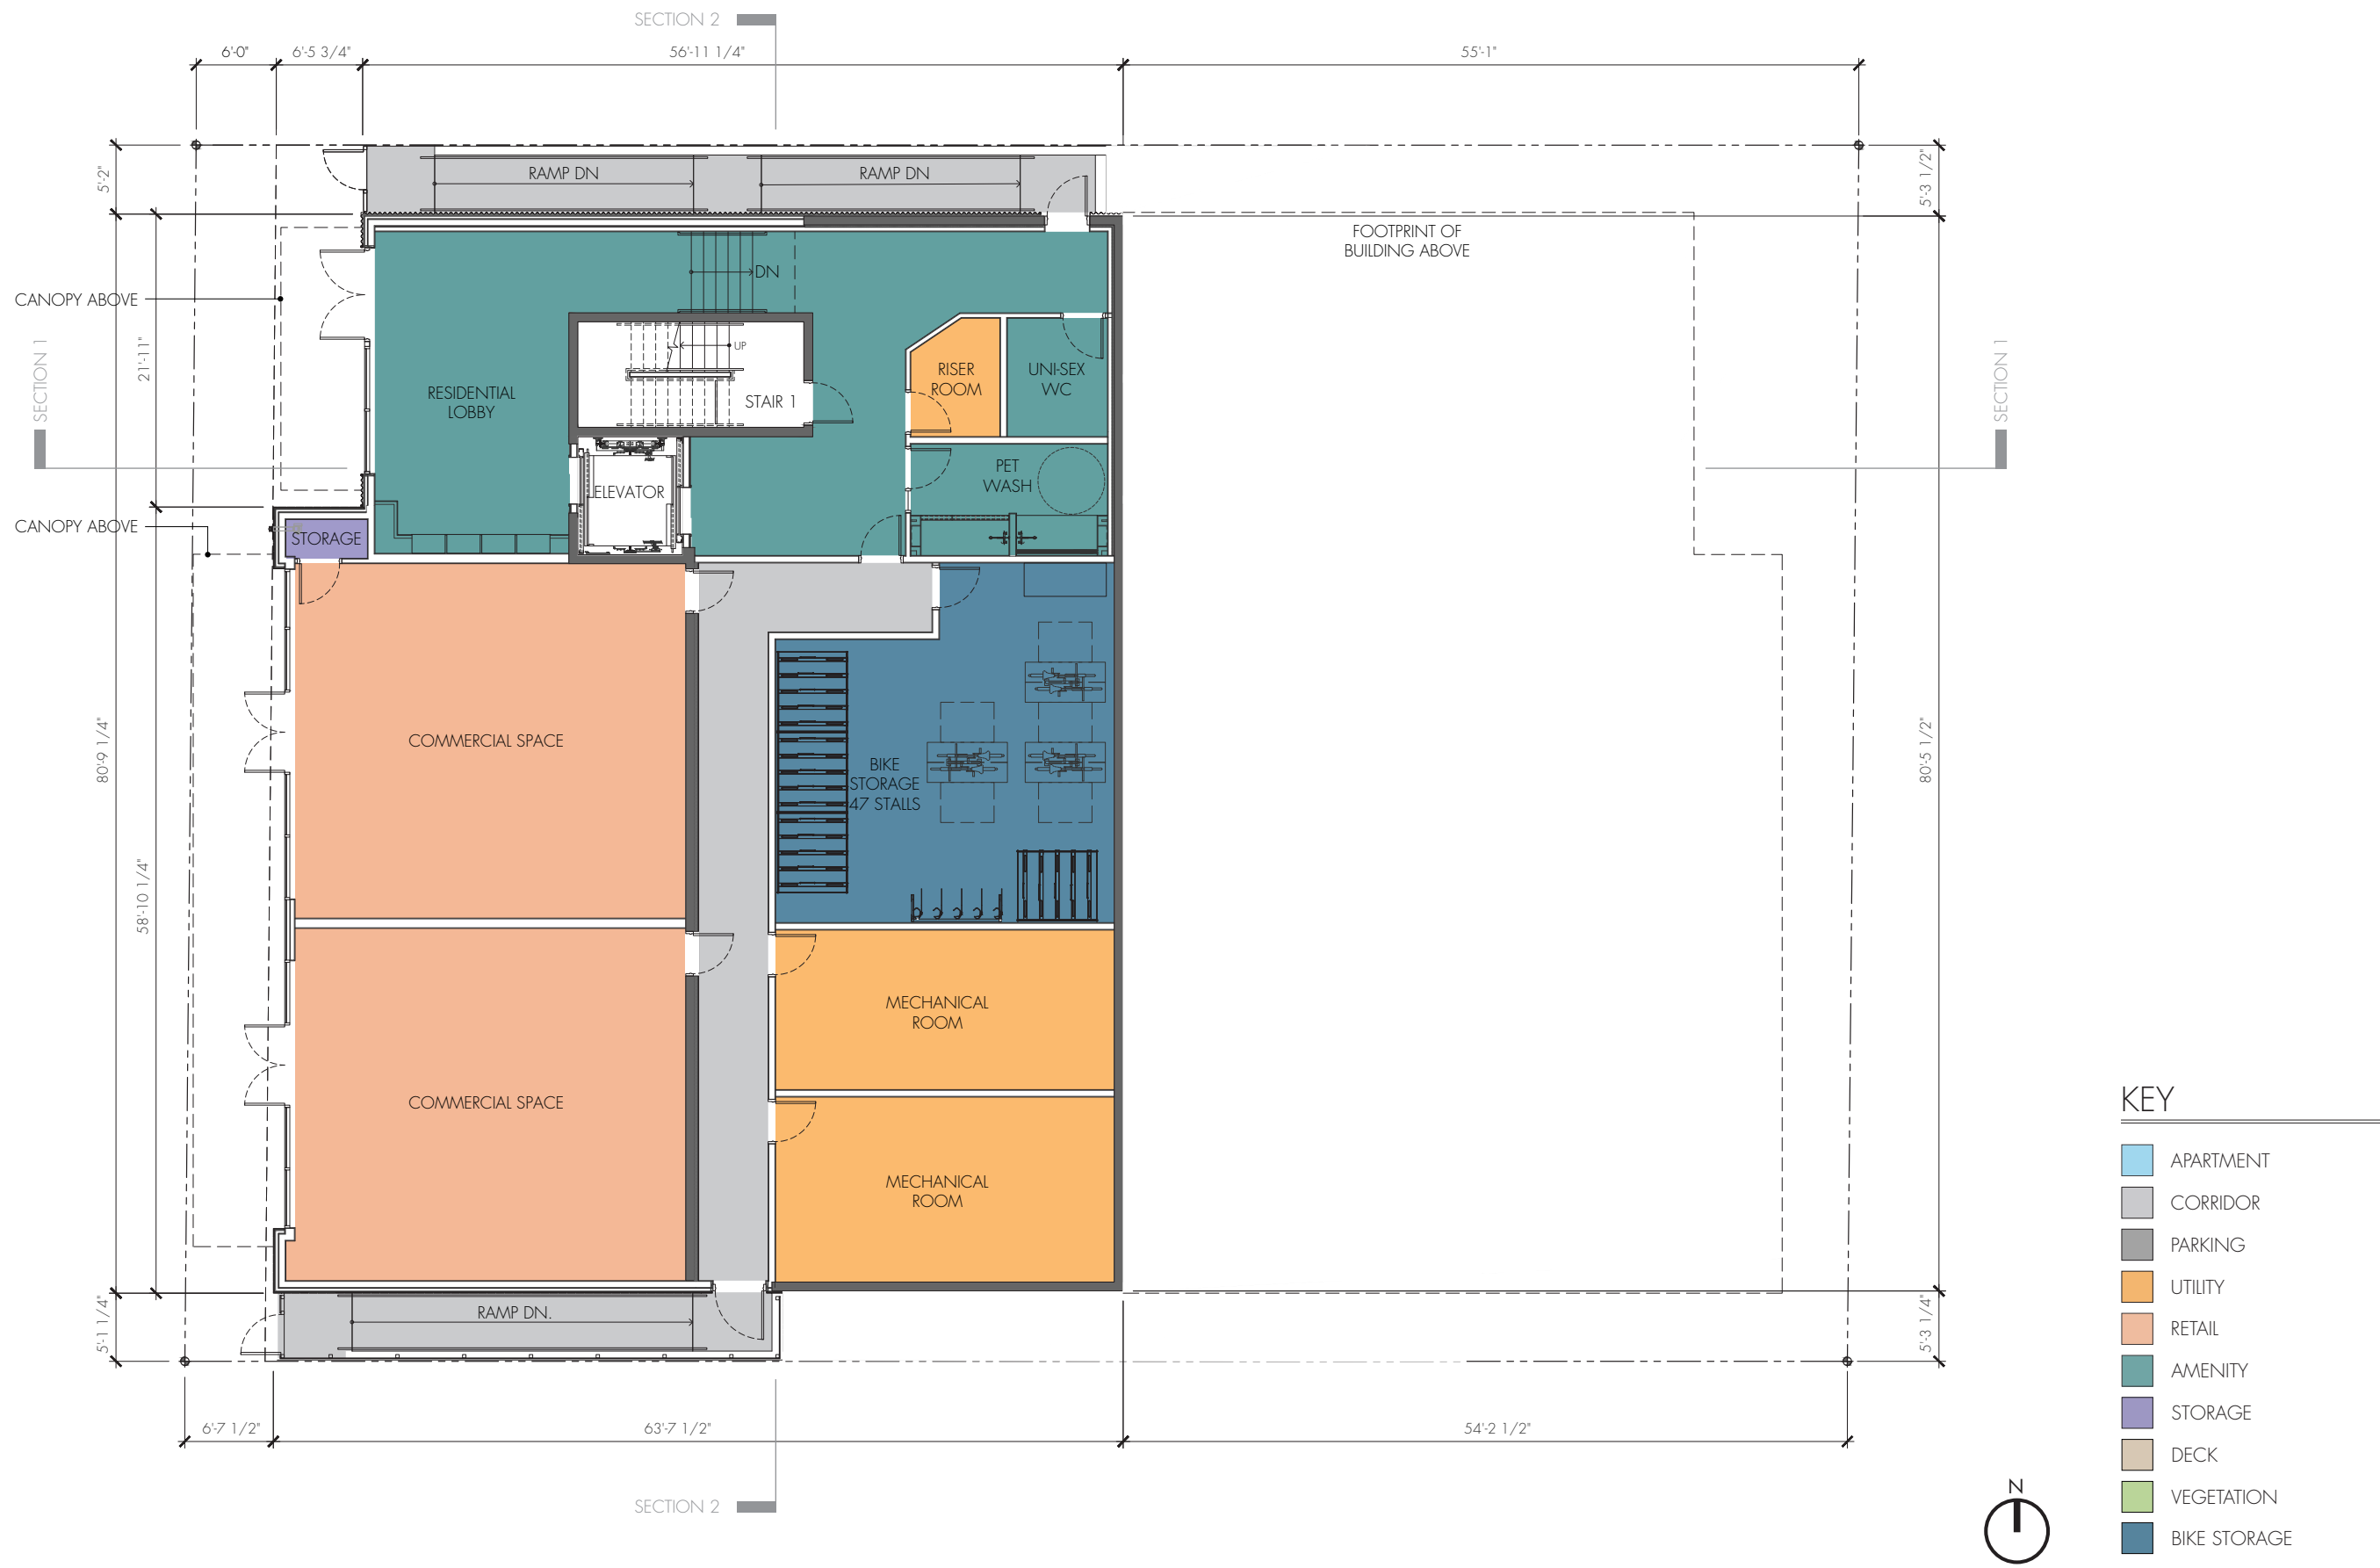 SECTION 2
6'-0"
6'-5 3/4"
56'-11 1/4"
55'-1"
5'-2"
5'-3 1/2"
RAMP DN
RAMP DN
FOOTPRINT OF
BUILDING ABOVE
DN
CANOPY ABOVE
SECTION 1
21'-11"
UP
STAIR 1
RESIDENTIAL
LOBBY
RISER
ROOM
UNI-SEX
WC
SECTION 1
PET
WASH
ELEVATOR
CANOPY ABOVE
STORAGE
COMMERCIAL SPACE
80'-9 1/4"
80'-5 1/2"
BIKE
STORAGE
47 STALLS
58'-10 1/4"
MECHANICAL
ROOM
COMMERCIAL SPACE
MECHANICAL
ROOM
RAMP DN.
5'-1 1/4"
5'-3 1/4"
6'-7 1/2"
63'-7 1/2"
54'-2 1/2"
SECTION 2
N
KEY
APARTMENT
CORRIDOR
PARKING
UTILITY
RETAIL
AMENITY
STORAGE
DECK
VEGETATION
BIKE STORAGE